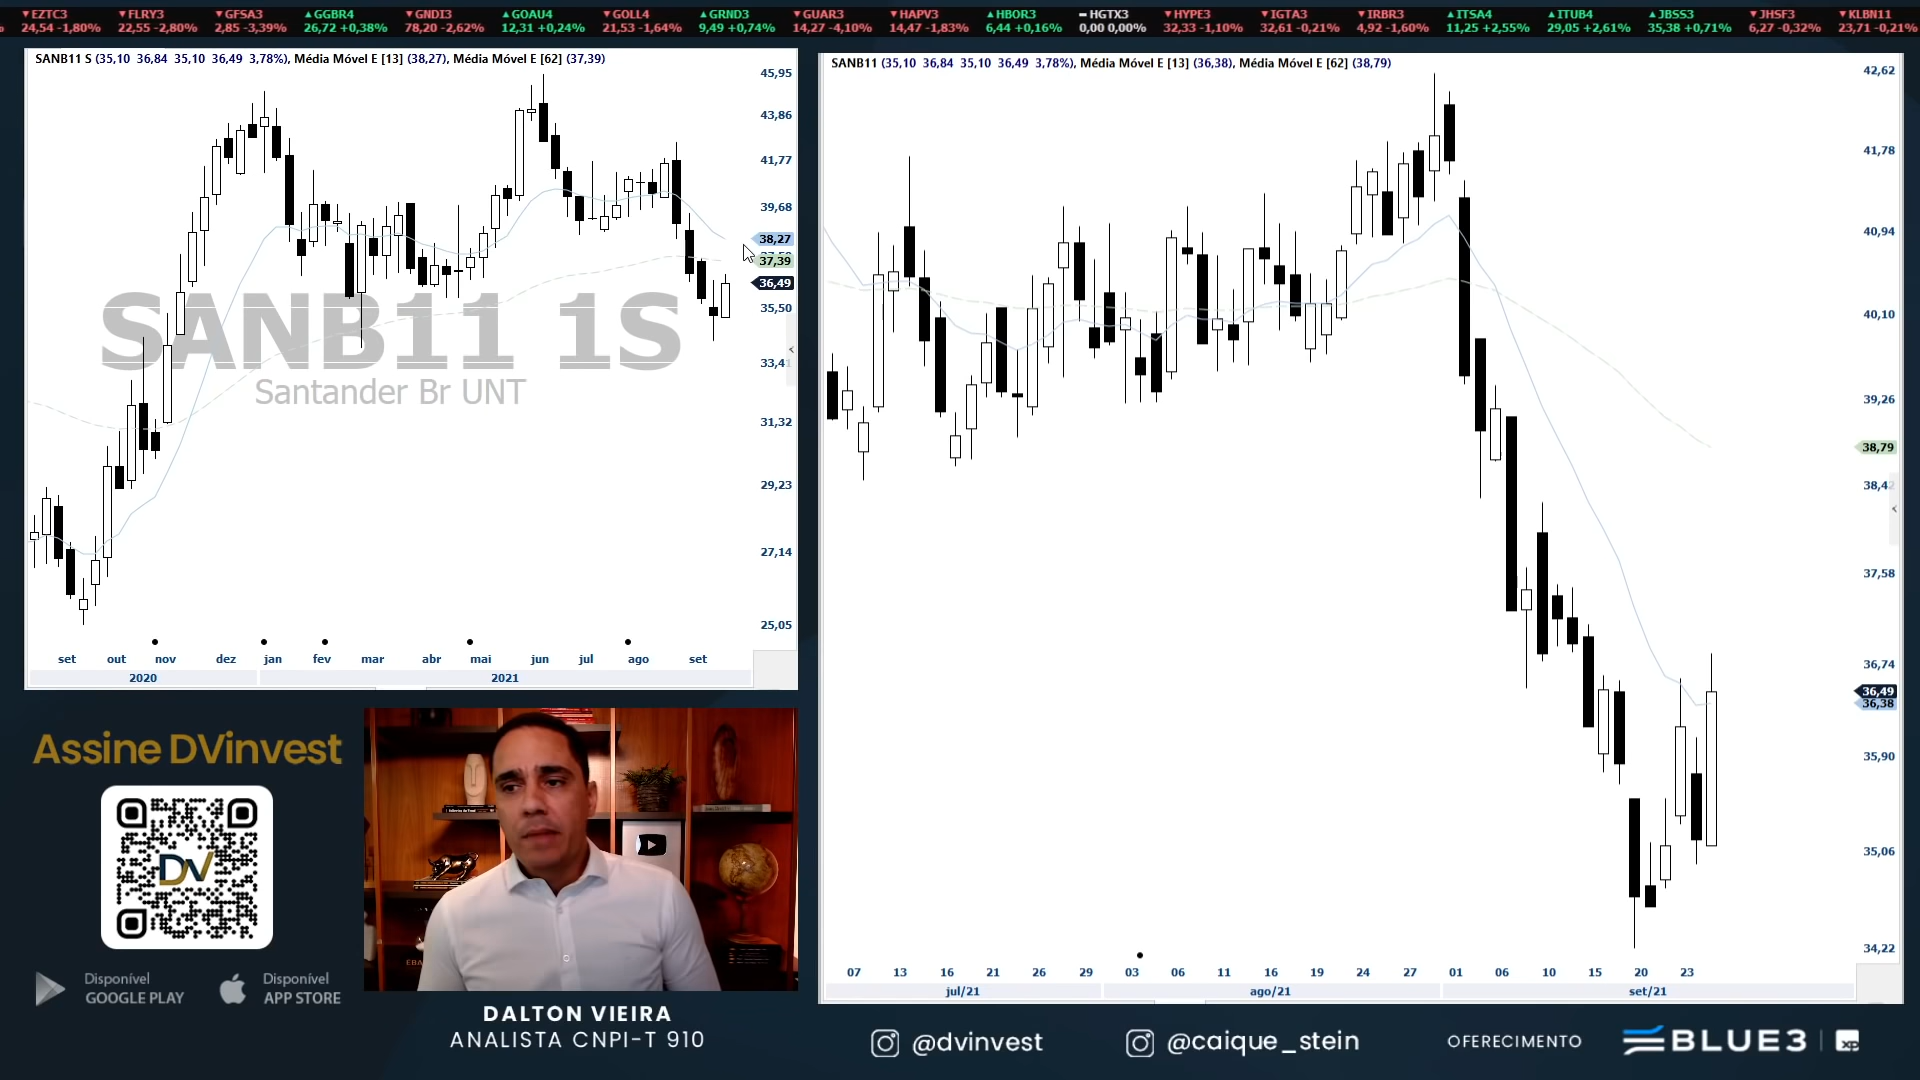 ▼EZTC3 ▼FLRY3 ▼GFSA3 ▲GGBR4 ▼GNDI3 ▲GOAU4 ▼GOLL4 ▲GRND3 ▼GUAR3 ▼HAPV3 ▲HBOR3 ━HGTX3 ▼HYPE3 ▼IGTA3 ▼IRBR3 ▲ITSA4 ▲ITUB4 ▲JBSS3 ▼JHSF3 ▼KLBN11
24,54 -1,80% 22,55 -2,80% 2,85 -3,39% 26,72 +0,38% 78,20 -2,62% 12,31 +0,24% 21,53 -1,64% 9,49 +0,74% 14,27 -4,10% 14,47 -1,83% 6,44 +0,16% 0,00 0,00% 32,33 -1,10% 32,61 -0,21% 4,92 -1,60% 11,25 +2,55% 29,05 +2,61% 35,38 +0,71% 6,27 -0,32% 23,71 -0,21%
SANB11 S (35,10 36,84 35,10 36,49 3,78%), Média Móvel E [13] (38,27), Média Móvel E [62] (37,39)
45,95
43,86
41,77
39,68
38,27
37,39
36,49
35,50
33,41
31,32
29,23
27,14
25,05
SANB11 1S
Santander Br UNT
set out nov dez jan fev mar abr mai jun jul ago set
2020 2021
SANB11 (35,10 36,84 35,10 36,49 3,78%), Média Móvel E [13] (36,38), Média Móvel E [62] (38,79)
42,62
41,78
40,94
40,10
39,26
38,79
38,42
37,58
36,74
36,49
36,38
35,90
35,06
34,22
07 13 16 21 26 29 03 06 11 16 19 24 27 01 06 10 15 20 23
jul/21 ago/21 set/21
Assine DVinvest
DV
Disponível
GOOGLE PLAY
Disponível
APP STORE
DALTON VIEIRA
ANALISTA CNPI-T 910
@dvinvest
@caique_stein
OFERECIMENTO
BLUE3
xp